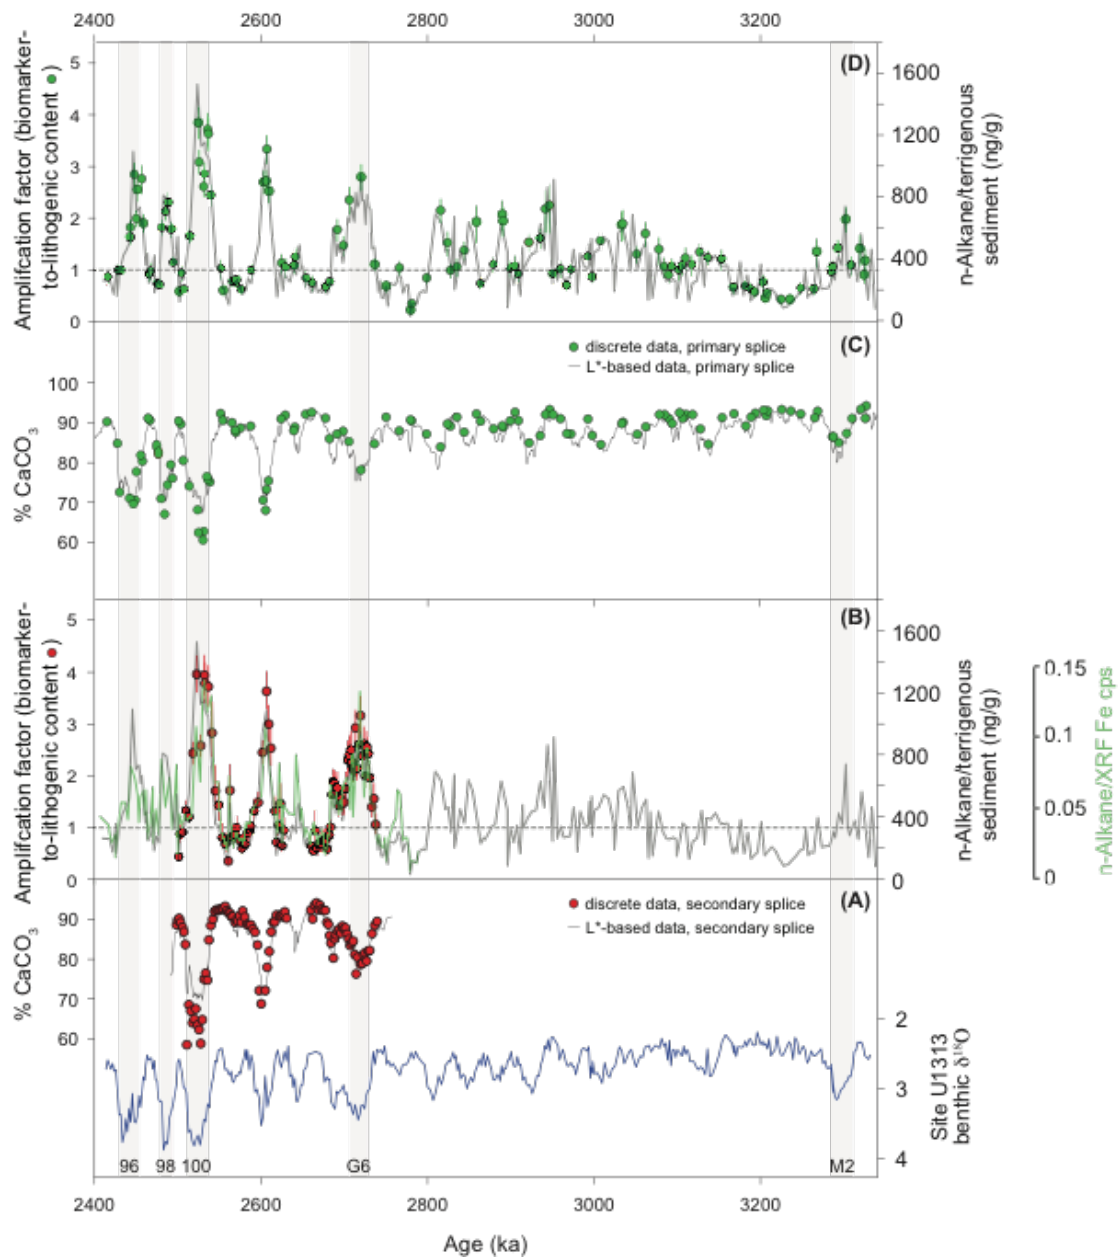 2400 2600 2800 3000 3200
(D)
Amplifcation factor (biomarker-
to-lithogenic content ●)
5
4
3
2
1
0
1600
1200
800
400
0
n-Alkane/terrigenous
sediment (ng/g)
(C)
discrete data, primary splice
L*-based data, primary splice
% CaCO3
100
90
80
70
60
(B)
Amplifcation factor (biomarker-
to-lithogenic content ●)
5
4
3
2
1
0
1600
1200
800
400
0
n-Alkane/terrigenous
sediment (ng/g)
0.15
0.1
0.05
0
n-Alkane/XRF Fe cps
(A)
discrete data, secondary splice
L*-based data, secondary splice
% CaCO3
90
80
70
60
2
3
4
Site U1313
benthic δ18O
96 98 100 G6 M2
2400 2600 2800 3000 3200
Age (ka)